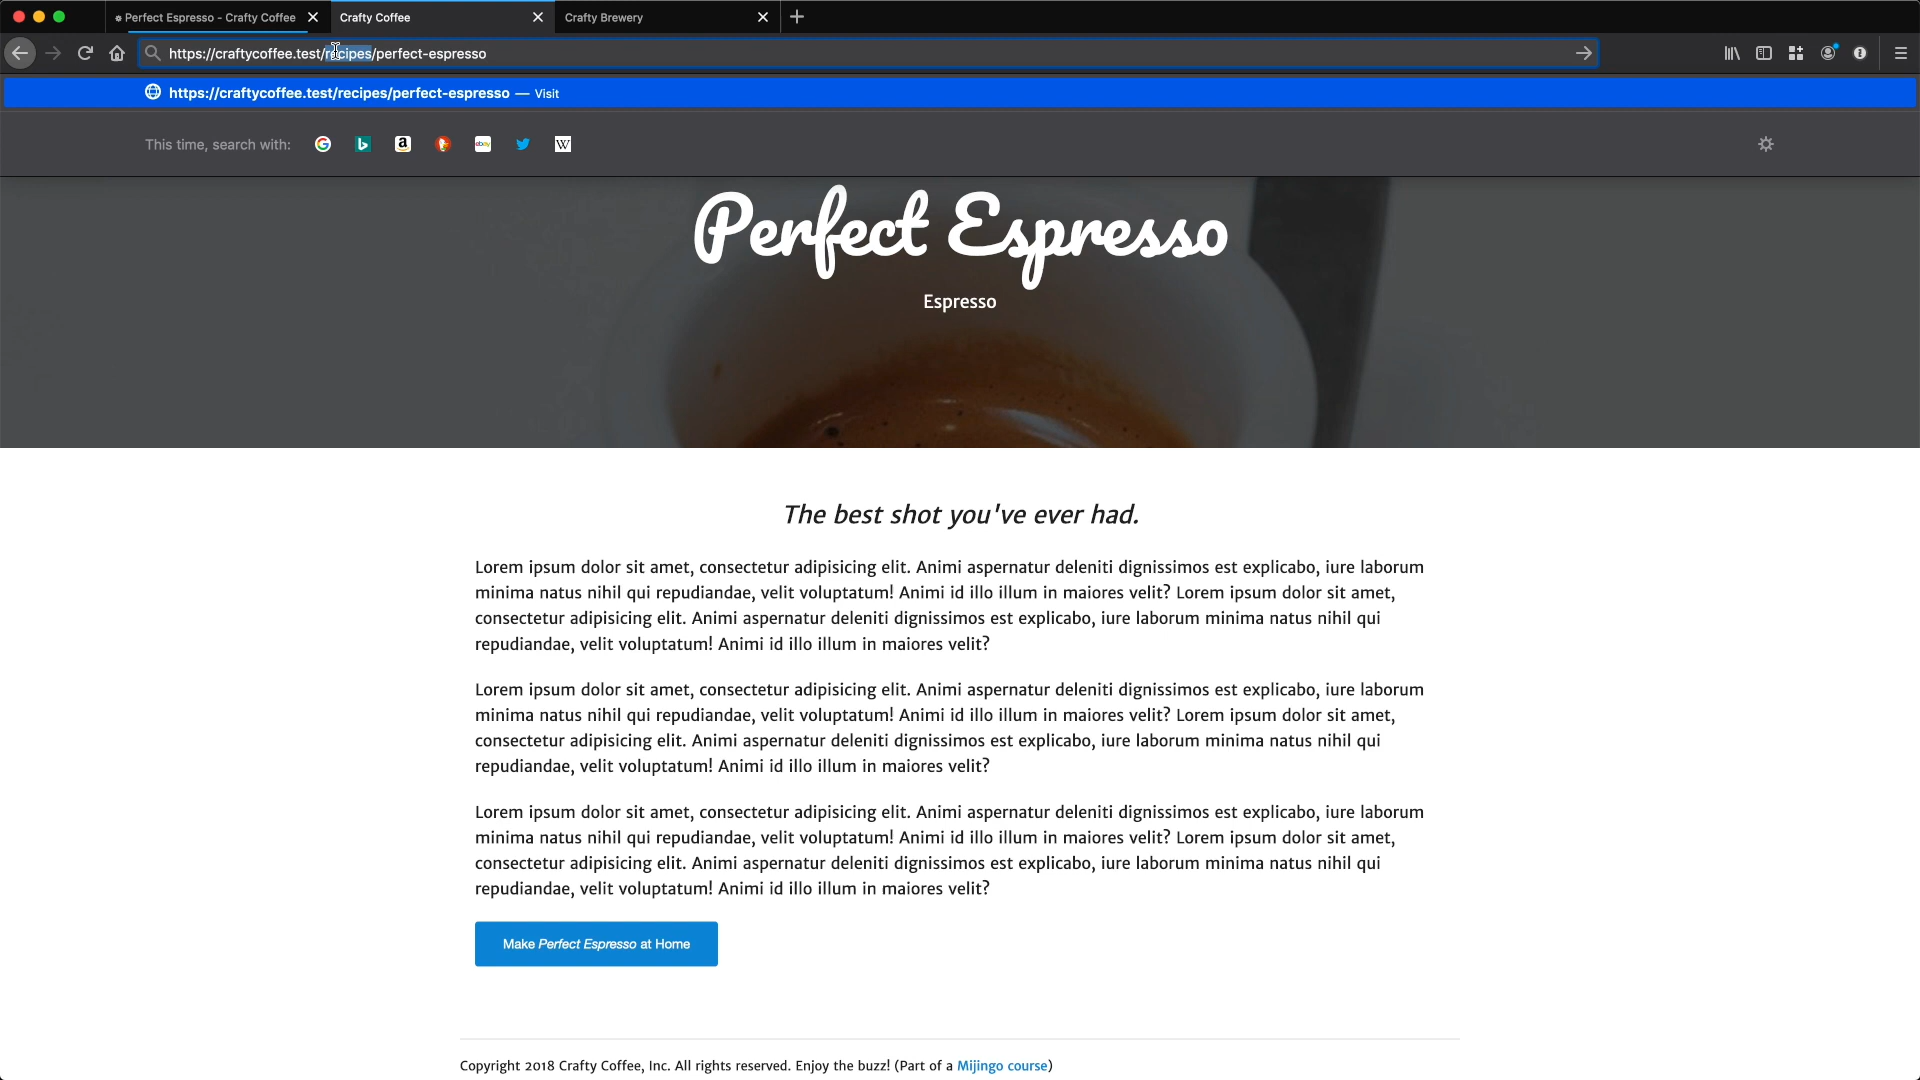 Perfect Espresso - Crafty Coffee
Crafty Coffee
Crafty Brewery
https://craftycoffee.test/recipes/perfect-espresso
https://craftycoffee.test/recipes/perfect-espresso — Visit
This time, search with:
Perfect Espresso
Espresso
The best shot you've ever had.
Lorem ipsum dolor sit amet, consectetur adipisicing elit. Animi aspernatur deleniti dignissimos est explicabo, iure laborum
minima natus nihil qui repudiandae, velit voluptatum! Animi id illo illum in maiores velit? Lorem ipsum dolor sit amet,
consectetur adipisicing elit. Animi aspernatur deleniti dignissimos est explicabo, iure laborum minima natus nihil qui
repudiandae, velit voluptatum! Animi id illo illum in maiores velit?
Lorem ipsum dolor sit amet, consectetur adipisicing elit. Animi aspernatur deleniti dignissimos est explicabo, iure laborum
minima natus nihil qui repudiandae, velit voluptatum! Animi id illo illum in maiores velit? Lorem ipsum dolor sit amet,
consectetur adipisicing elit. Animi aspernatur deleniti dignissimos est explicabo, iure laborum minima natus nihil qui
repudiandae, velit voluptatum! Animi id illo illum in maiores velit?
Lorem ipsum dolor sit amet, consectetur adipisicing elit. Animi aspernatur deleniti dignissimos est explicabo, iure laborum
minima natus nihil qui repudiandae, velit voluptatum! Animi id illo illum in maiores velit? Lorem ipsum dolor sit amet,
consectetur adipisicing elit. Animi aspernatur deleniti dignissimos est explicabo, iure laborum minima natus nihil qui
repudiandae, velit voluptatum! Animi id illo illum in maiores velit?
Make Perfect Espresso at Home
Copyright 2018 Crafty Coffee, Inc. All rights reserved. Enjoy the buzz! (Part of a Mijingo course)